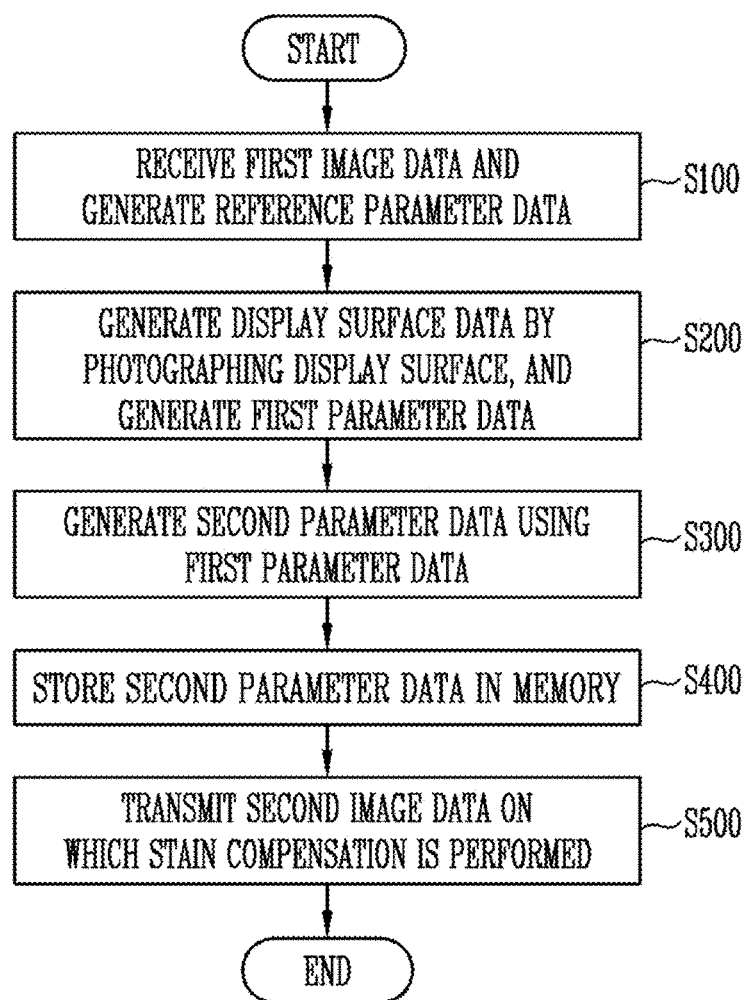 START
RECEIVE FIRST IMAGE DATA AND
GENERATE REFERENCE PARAMETER DATA
S100
GENERATE DISPLAY SURFACE DATA BY
PHOTOGRAPHING DISPLAY SURFACE, AND
GENERATE FIRST PARAMETER DATA
S200
GENERATE SECOND PARAMETER DATA USING
FIRST PARAMETER DATA
S300
STORE SECOND PARAMETER DATA IN MEMORY
S400
TRANSMIT SECOND IMAGE DATA ON
WHICH STAIN COMPENSATION IS PERFORMED
S500
END